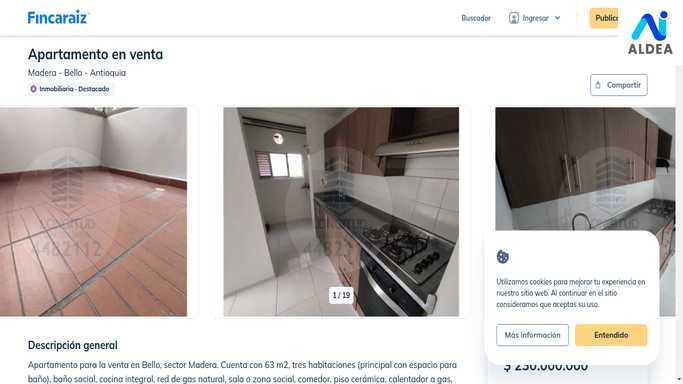 Fincaraiz
Buscador
Ingresar
Public
ALDEA
Apartamento en venta
Madera - Bello - Antioquia
Inmobiliaria - Destacado
Compartir
4482112
1 / 19
Utilizamos cookies para mejorar tu experiencia en
nuestro sitio web. Al continuar en el sitio
consideramos que aceptas su uso.
Más información
Entendido
$ 230.000.000
Descripción general
Apartamento para la venta en Bello, sector Madera. Cuenta con 63 m2, tres habitaciones (principal con espacio para
baño), baño social, cocina integral, red de gas natural, sala o zona social, comedor, piso cerámica, calentador a gas,